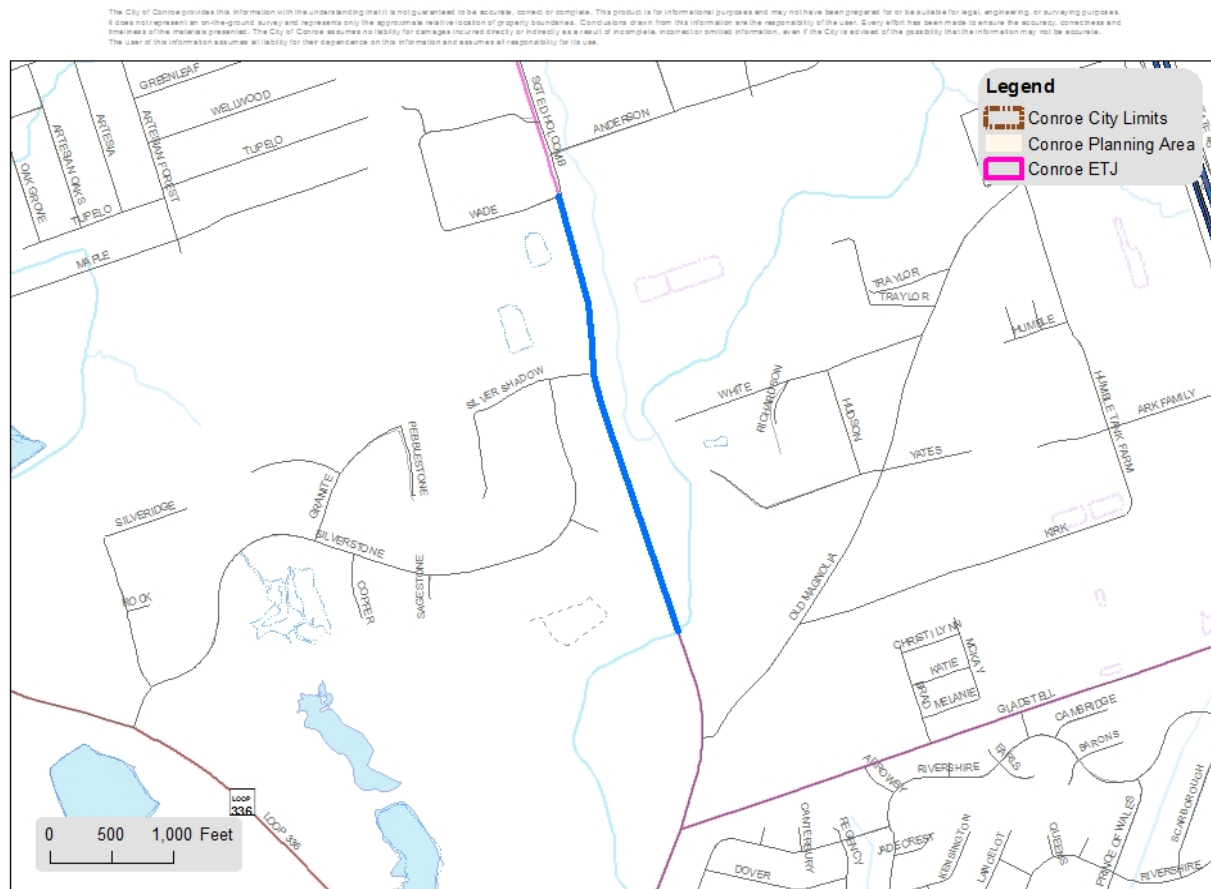 The City of Conroe provides this information with the understanding that it is not guaranteed to be accurate, correct or complete. This product is for informational purposes and may not have been prepared for or be suitable for legal, engineering, or surveying purposes.
It does not represent an on-the-ground survey and represents only the approximate relative location of property boundaries. Conclusions drawn from this information are the responsibility of the user. Every effort has been made to ensure the accuracy, correctness and
timeliness of the materials presented. The City of Conroe assumes no liability for damages incurred directly or indirectly as a result of incomplete, incorrect or omitted information, even if the City is advised of the possibility that the information may not be accurate.
The user of this information assumes all liability for their dependence on this information and assumes all responsibility for its use.
Legend
Conroe City Limits
Conroe Planning Area
Conroe ETJ
GREENLEAF
WELLWOOD
TUPELO
ARTESIAN FOREST
ARTESIA
ARTESIAN OAKS
OAK GROVE
TUPELO
MAPLE
SGT ED HOLCOMB
ANDERSON
WADE
TRAYLOR
TRAYLOR
HUMBLE
HUMBLE TANK FARM
ARK FAMILY
WHITE
RICHARDSON
HUDSON
YATES
KIRK
OLD MAGNOLIA
SILVER SHADOW
PEBBLESTONE
GRANITE
SILVERIDGE
SILVERSTONE
ROCK
COPPER
SAGESTONE
CHRISTILYNN
MCKAY
KATIE
BRAD
MELANIE
GLADSTELL
CAMBRIDGE
BARONS
EARLS
RIVERSHIRE
ARROWBY
SCARBOROUGH
PRINCE OF WALES
QUEENS
LANCELOT
KENSINGTON
JADECREST
REGENCY
CANTERBURY
DOVER
RIVERSHIRE
LOOP
336
LOOP 336
0 500 1,000 Feet